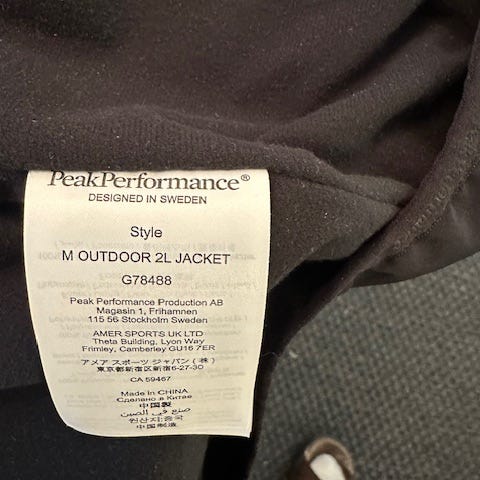 PeakPerformance®
DESIGNED IN SWEDEN
Style
M OUTDOOR 2L JACKET
G78488
Peak Performance Production AB
Magasin 1, Frihamnen
115 56 Stockholm Sweden
AMER SPORTS UK LTD
Theta Building, Lyon Way
Frimley, Camberley GU16 7ER
アメア スポーツ ジャパン (株)
東京都新宿区新宿6-27-30
CA 59467
Made in CHINA
Сделано в Китае
中国製
صنع في الصين
원산지:중국
中国制造